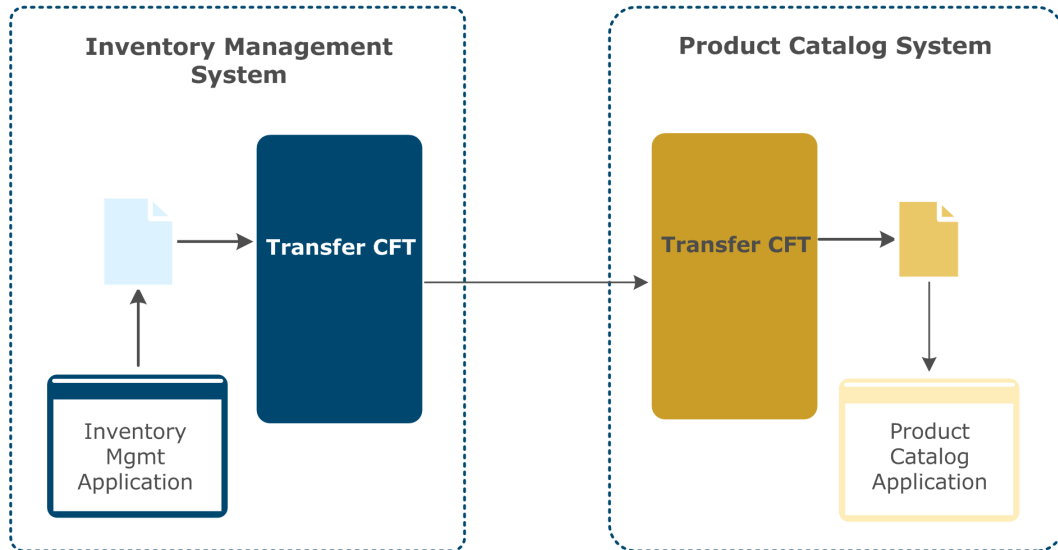 Inventory Management
System
Product Catalog System
Transfer CFT
Transfer CFT
Inventory
Mgmt
Application
Product
Catalog
Application